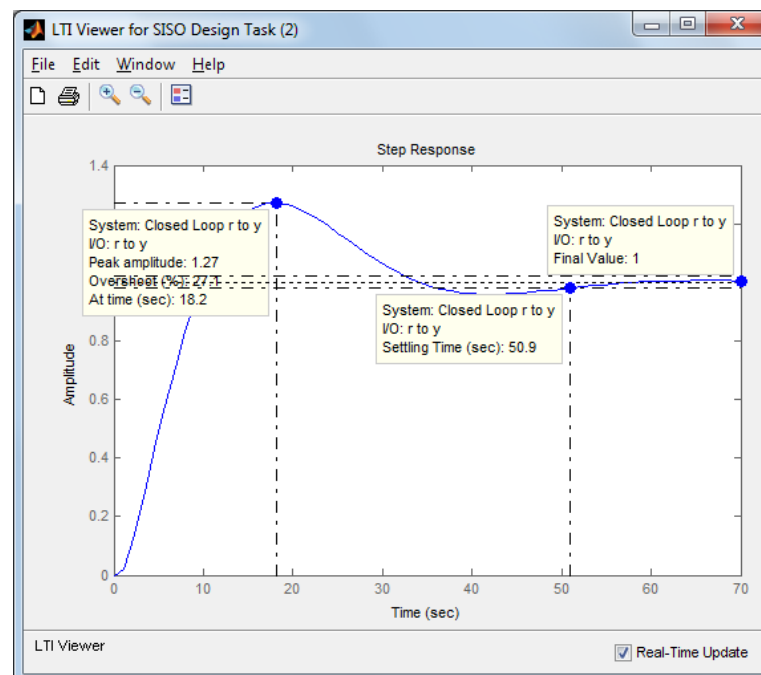 LTI Viewer for SISO Design Task (2)
File Edit Window Help
Step Response
1.4
System: Closed Loop r to y
I/O: r to y
Peak amplitude: 1.27
Overshoot (%): 27.1
At time (sec): 18.2
System: Closed Loop r to y
I/O: r to y
Final Value: 1
System: Closed Loop r to y
I/O: r to y
Settling Time (sec): 50.9
0.8
0.6
0.4
0.2
0
Amplitude
0 10 20 30 40 50 60 70
Time (sec)
LTI Viewer
Real-Time Update